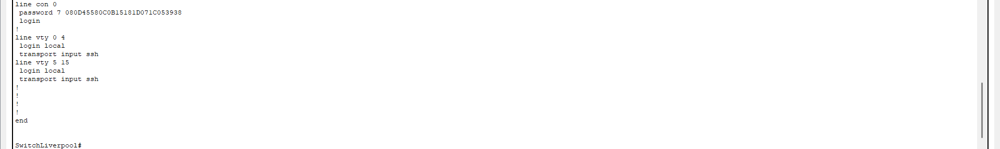 line con 0
password 7 080D45580C0B15181D071C053938
login
!
line vty 0 4
login local
transport input ssh
line vty 5 15
login local
transport input ssh
!
!
!
!
end
SwitchLiverpool#